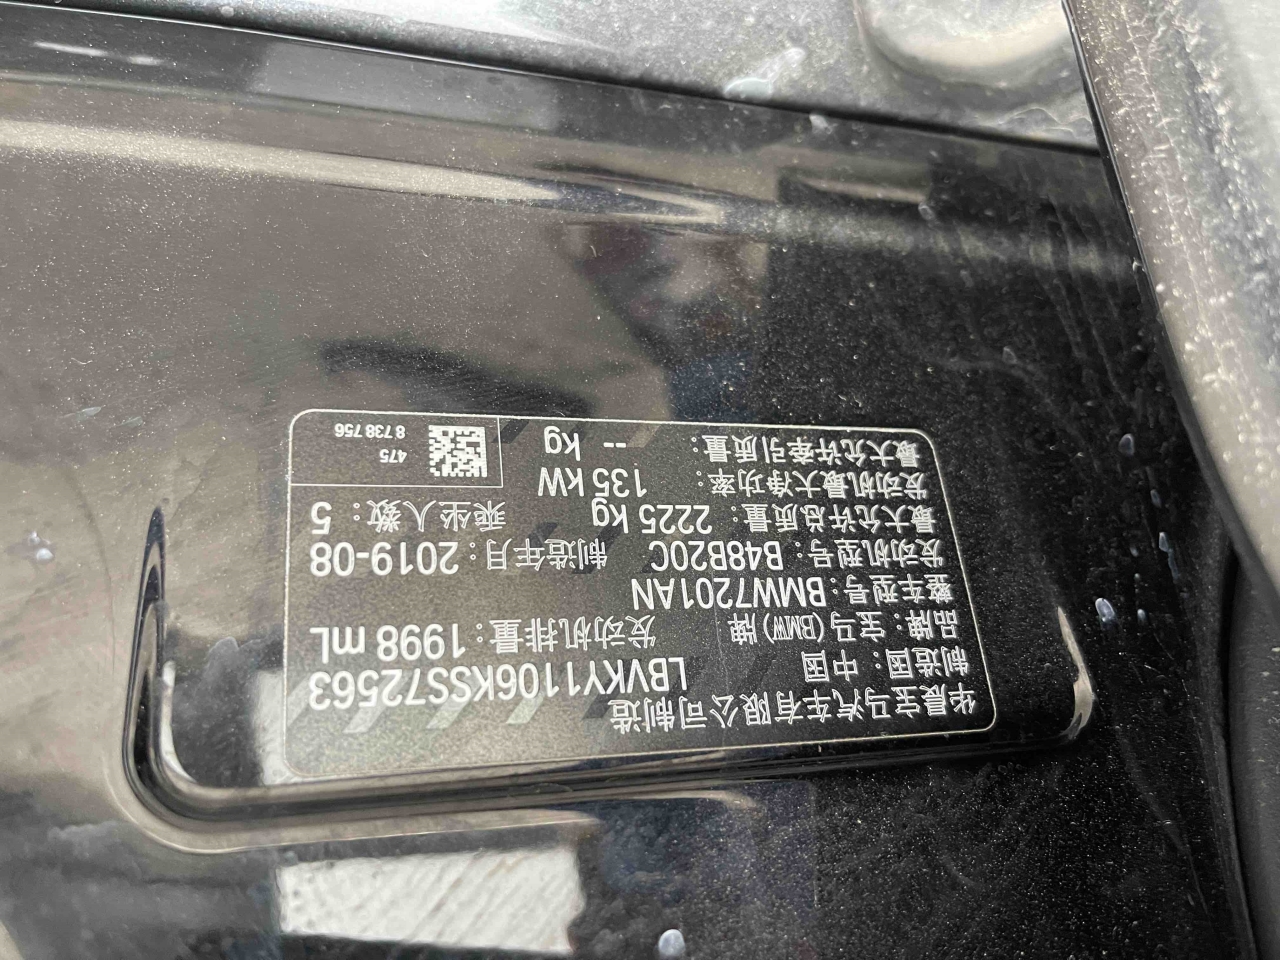 华晨宝马汽车有限公司制造
制造国：中国 LBVKY1106KSS72563
品牌：宝马(BMW)牌 发动机排量：1998 mL
整车型号：BMW7201AN
发动机型号：B48B20C 制造年月：2019-08
最大允许总质量：2225 kg 乘坐人数：5
发动机最大净功率：135 kW
最大允许牵引质量：-- kg
475
8 738 756